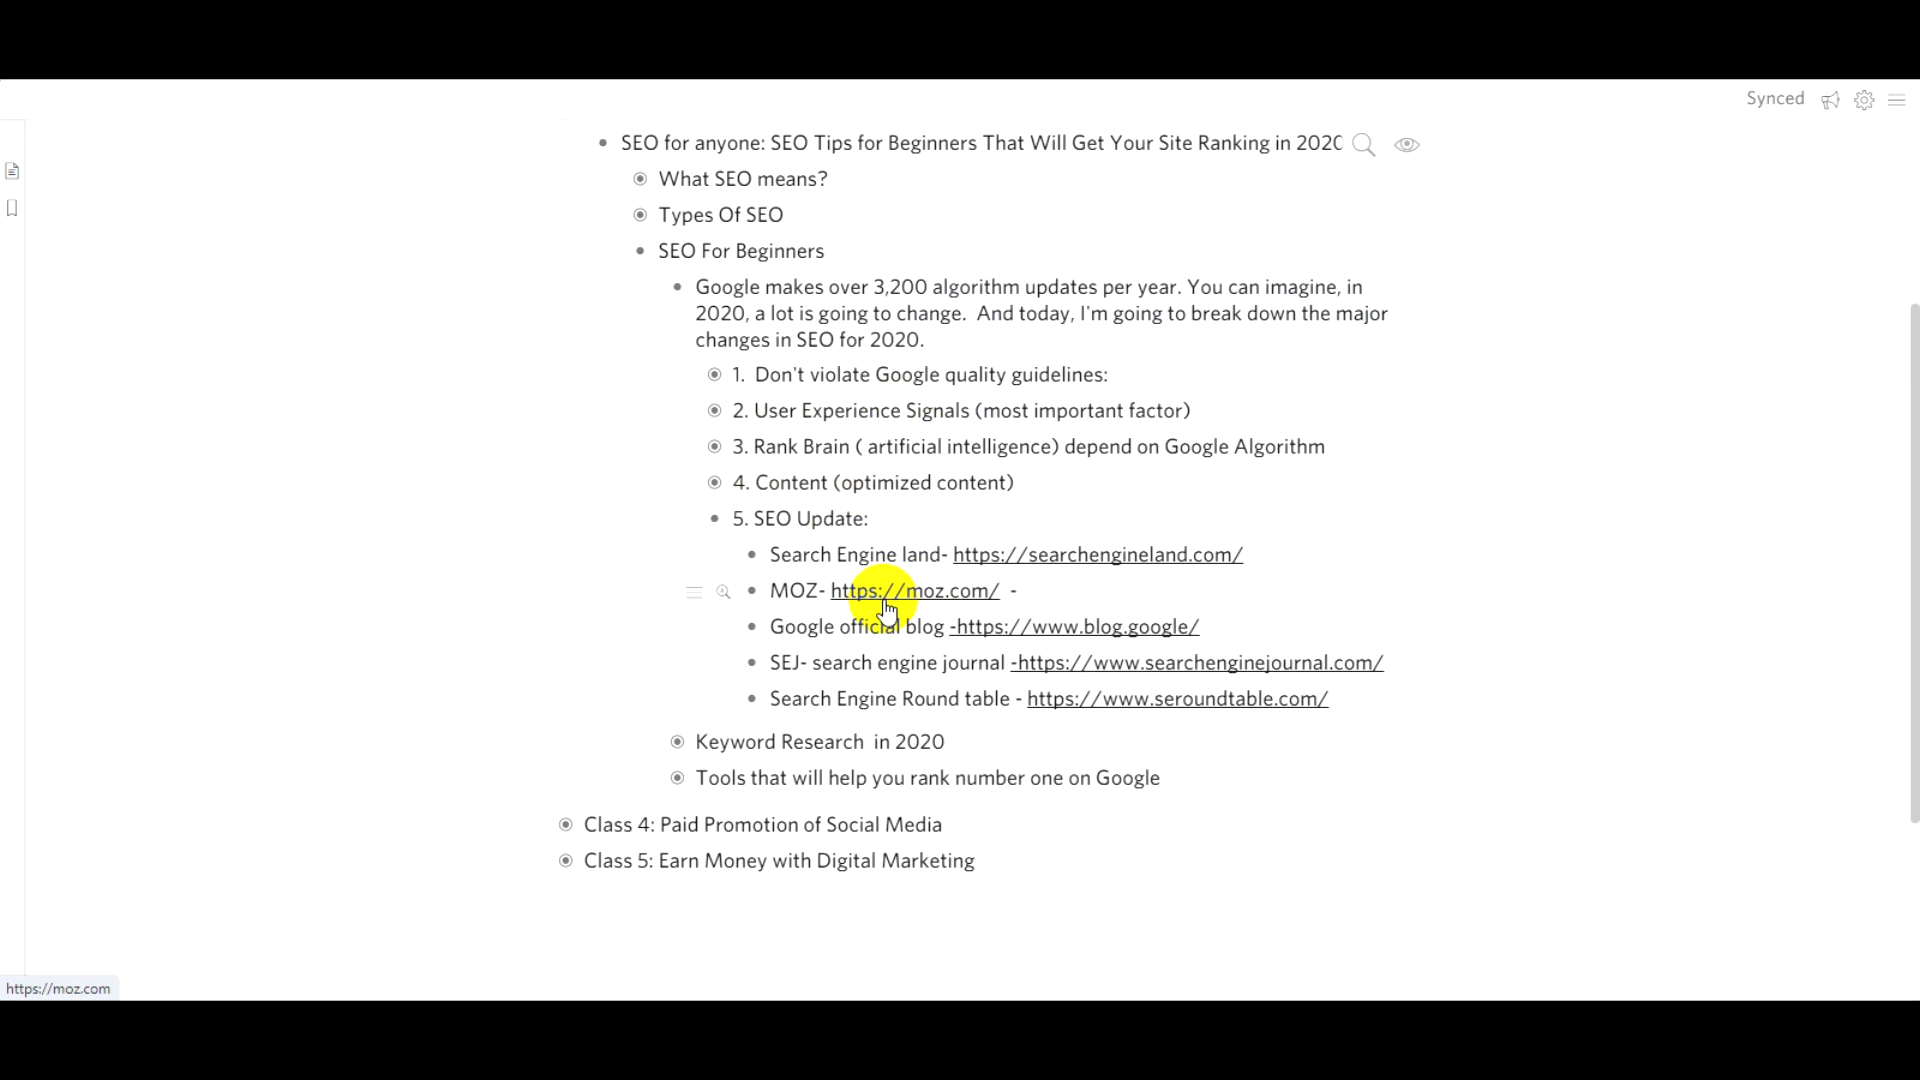 Synced
SEO for anyone: SEO Tips for Beginners That Will Get Your Site Ranking in 2020
What SEO means?
Types Of SEO
SEO For Beginners
Google makes over 3,200 algorithm updates per year. You can imagine, in
2020, a lot is going to change.  And today, I'm going to break down the major
changes in SEO for 2020.
1.  Don't violate Google quality guidelines:
2. User Experience Signals (most important factor)
3. Rank Brain ( artificial intelligence) depend on Google Algorithm
4. Content (optimized content)
5. SEO Update:
Search Engine land- https://searchengineland.com/
MOZ- https://moz.com/  -
Google official blog -https://www.blog.google/
SEJ- search engine journal -https://www.searchenginejournal.com/
Search Engine Round table - https://www.seroundtable.com/
Keyword Research  in 2020
Tools that will help you rank number one on Google
Class 4: Paid Promotion of Social Media
Class 5: Earn Money with Digital Marketing
https://moz.com